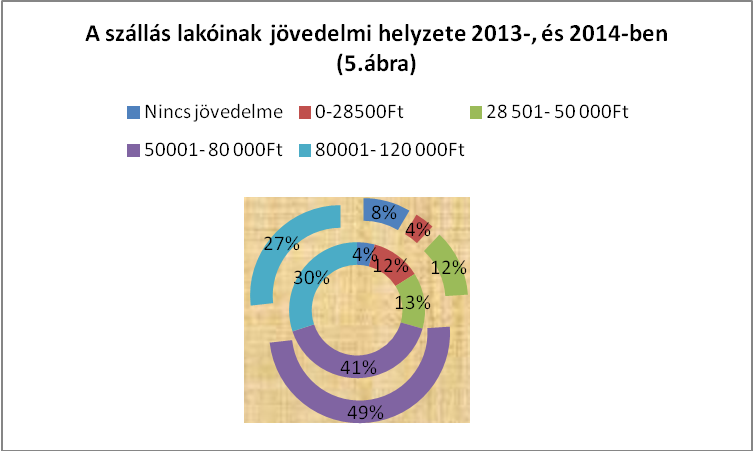 A szállás lakóinak jövedelmi helyzete 2013-, és 2014-ben
(5.ábra)
Nincs jövedelme 0-28500Ft 28 501- 50 000Ft
50001- 80 000Ft 80001- 120 000Ft
8%
4%
27%
4%
12%
12%
30%
13%
41%
49%